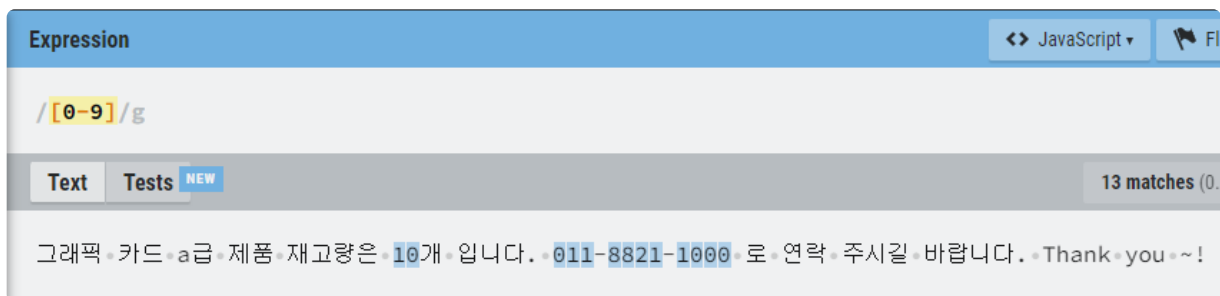 Expression
<> JavaScript ▾
Fl
/[0-9]/g
Text Tests NEW
13 matches (0.
그래픽 카드 a급 제품 재고량은 10개 입니다. 011-8821-1000 로 연락 주시길 바랍니다. Thank you ~!